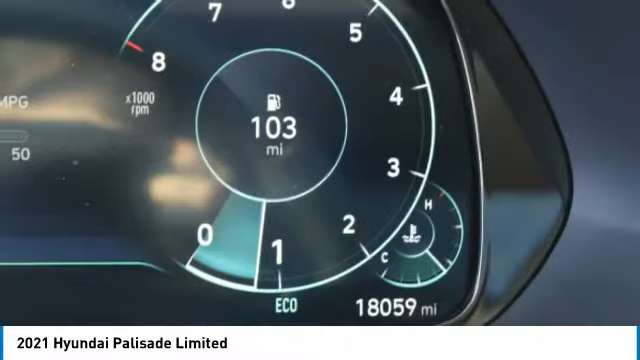 7 6 5
8
x1000
rpm
4
MPG
103
mi
50
3
H
0 1 2
C
ECO
18059 mi
2021 Hyundai Palisade Limited